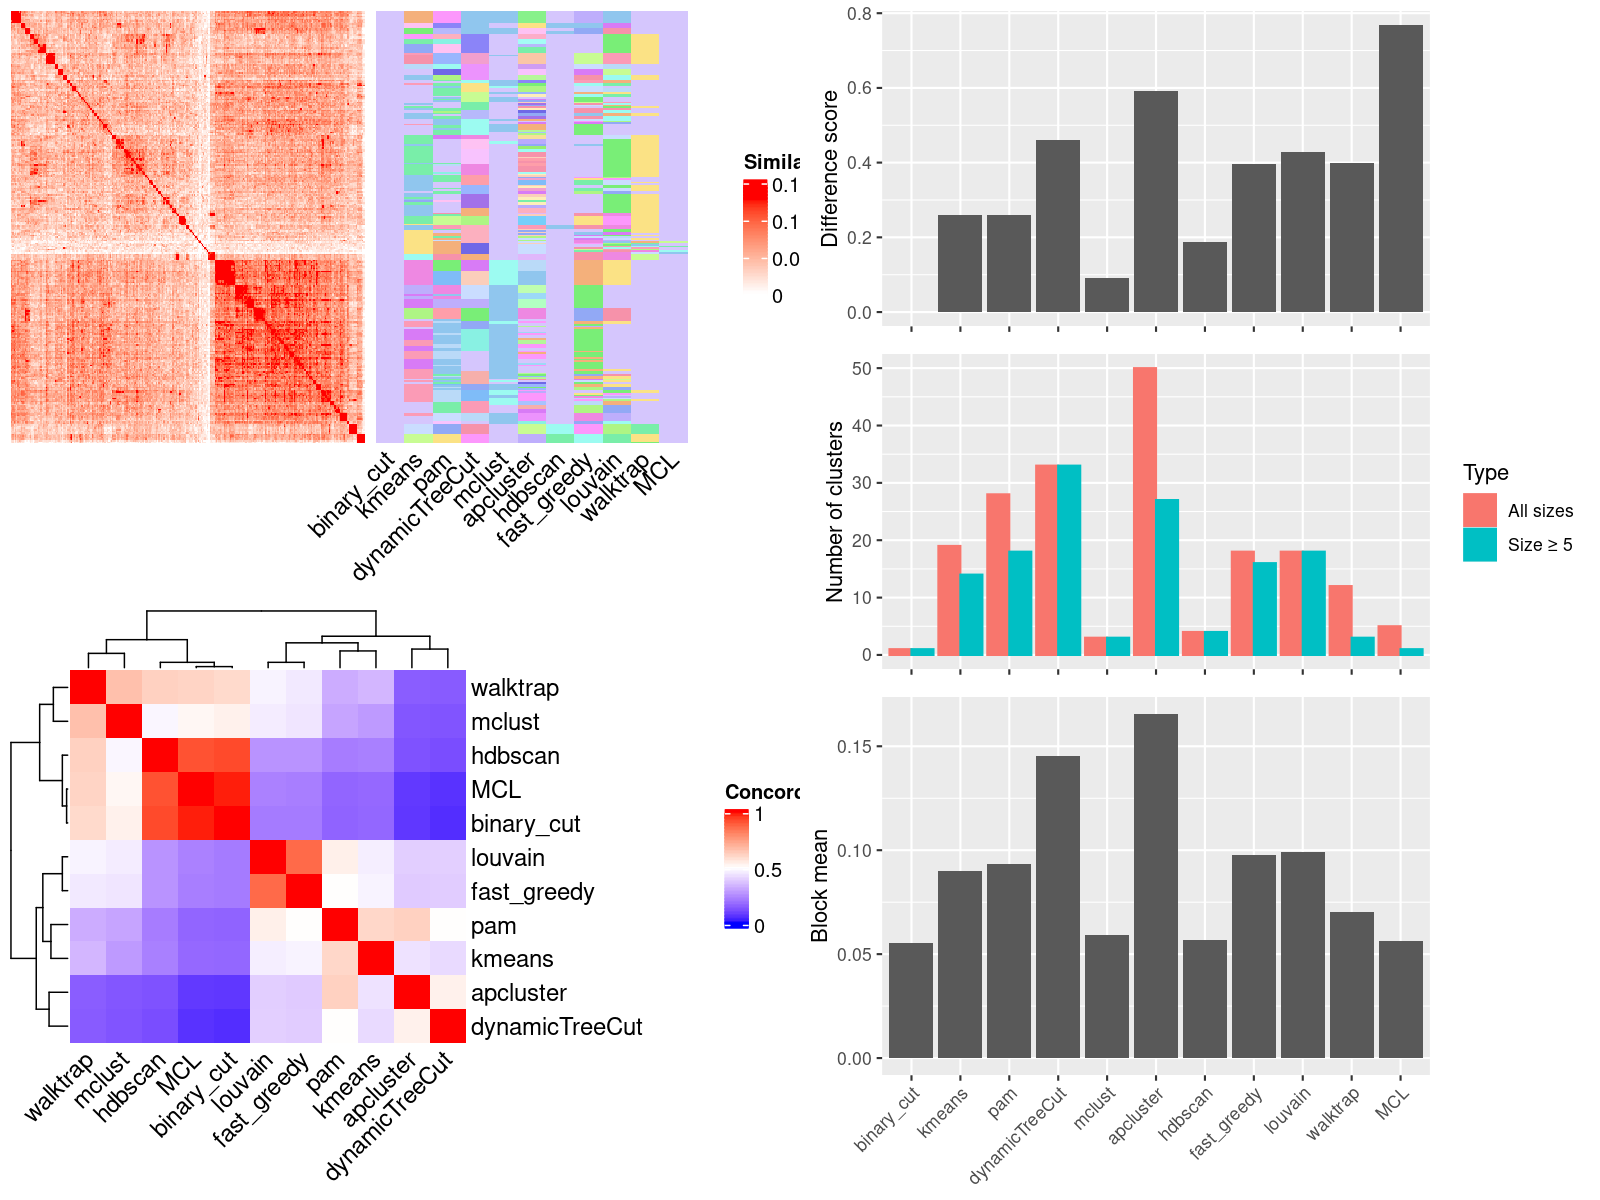 Simila
0.1
0.1
0.0
0
binary_cut
kmeans
pam
dynamicTreeCut
mclust
apcluster
hdbscan
fast_greedy
louvain
walktrap
MCL
walktrap
mclust
hdbscan
MCL
binary_cut
louvain
fast_greedy
pam
kmeans
apcluster
dynamicTreeCut
walktrap
mclust
hdbscan
MCL
binary_cut
louvain
fast_greedy
pam
kmeans
apcluster
dynamicTreeCut
Concord
1
0.5
0
Difference score
0.8
0.6
0.4
0.2
0.0
Number of clusters
50
40
30
20
10
0
Type
All sizes
Size ≥ 5
Block mean
0.15
0.10
0.05
0.00
binary_cut
kmeans
pam
dynamicTreeCut
mclust
apcluster
hdbscan
fast_greedy
louvain
walktrap
MCL